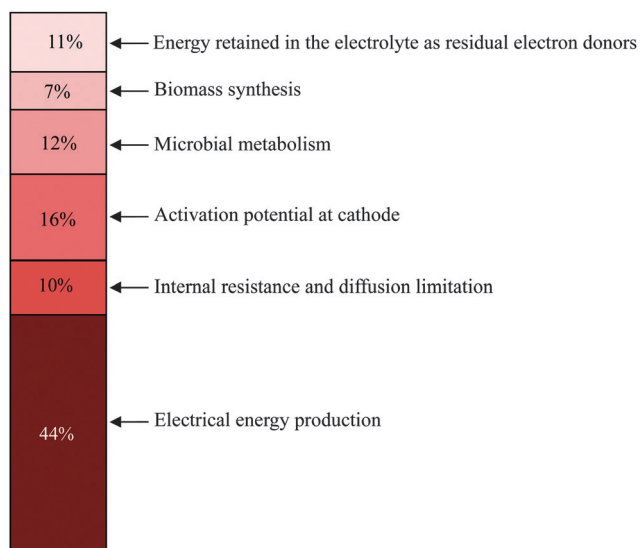 11% Energy retained in the electrolyte as residual electron donors
7% Biomass synthesis
12% Microbial metabolism
16% Activation potential at cathode
10% Internal resistance and diffusion limitation
44% Electrical energy production